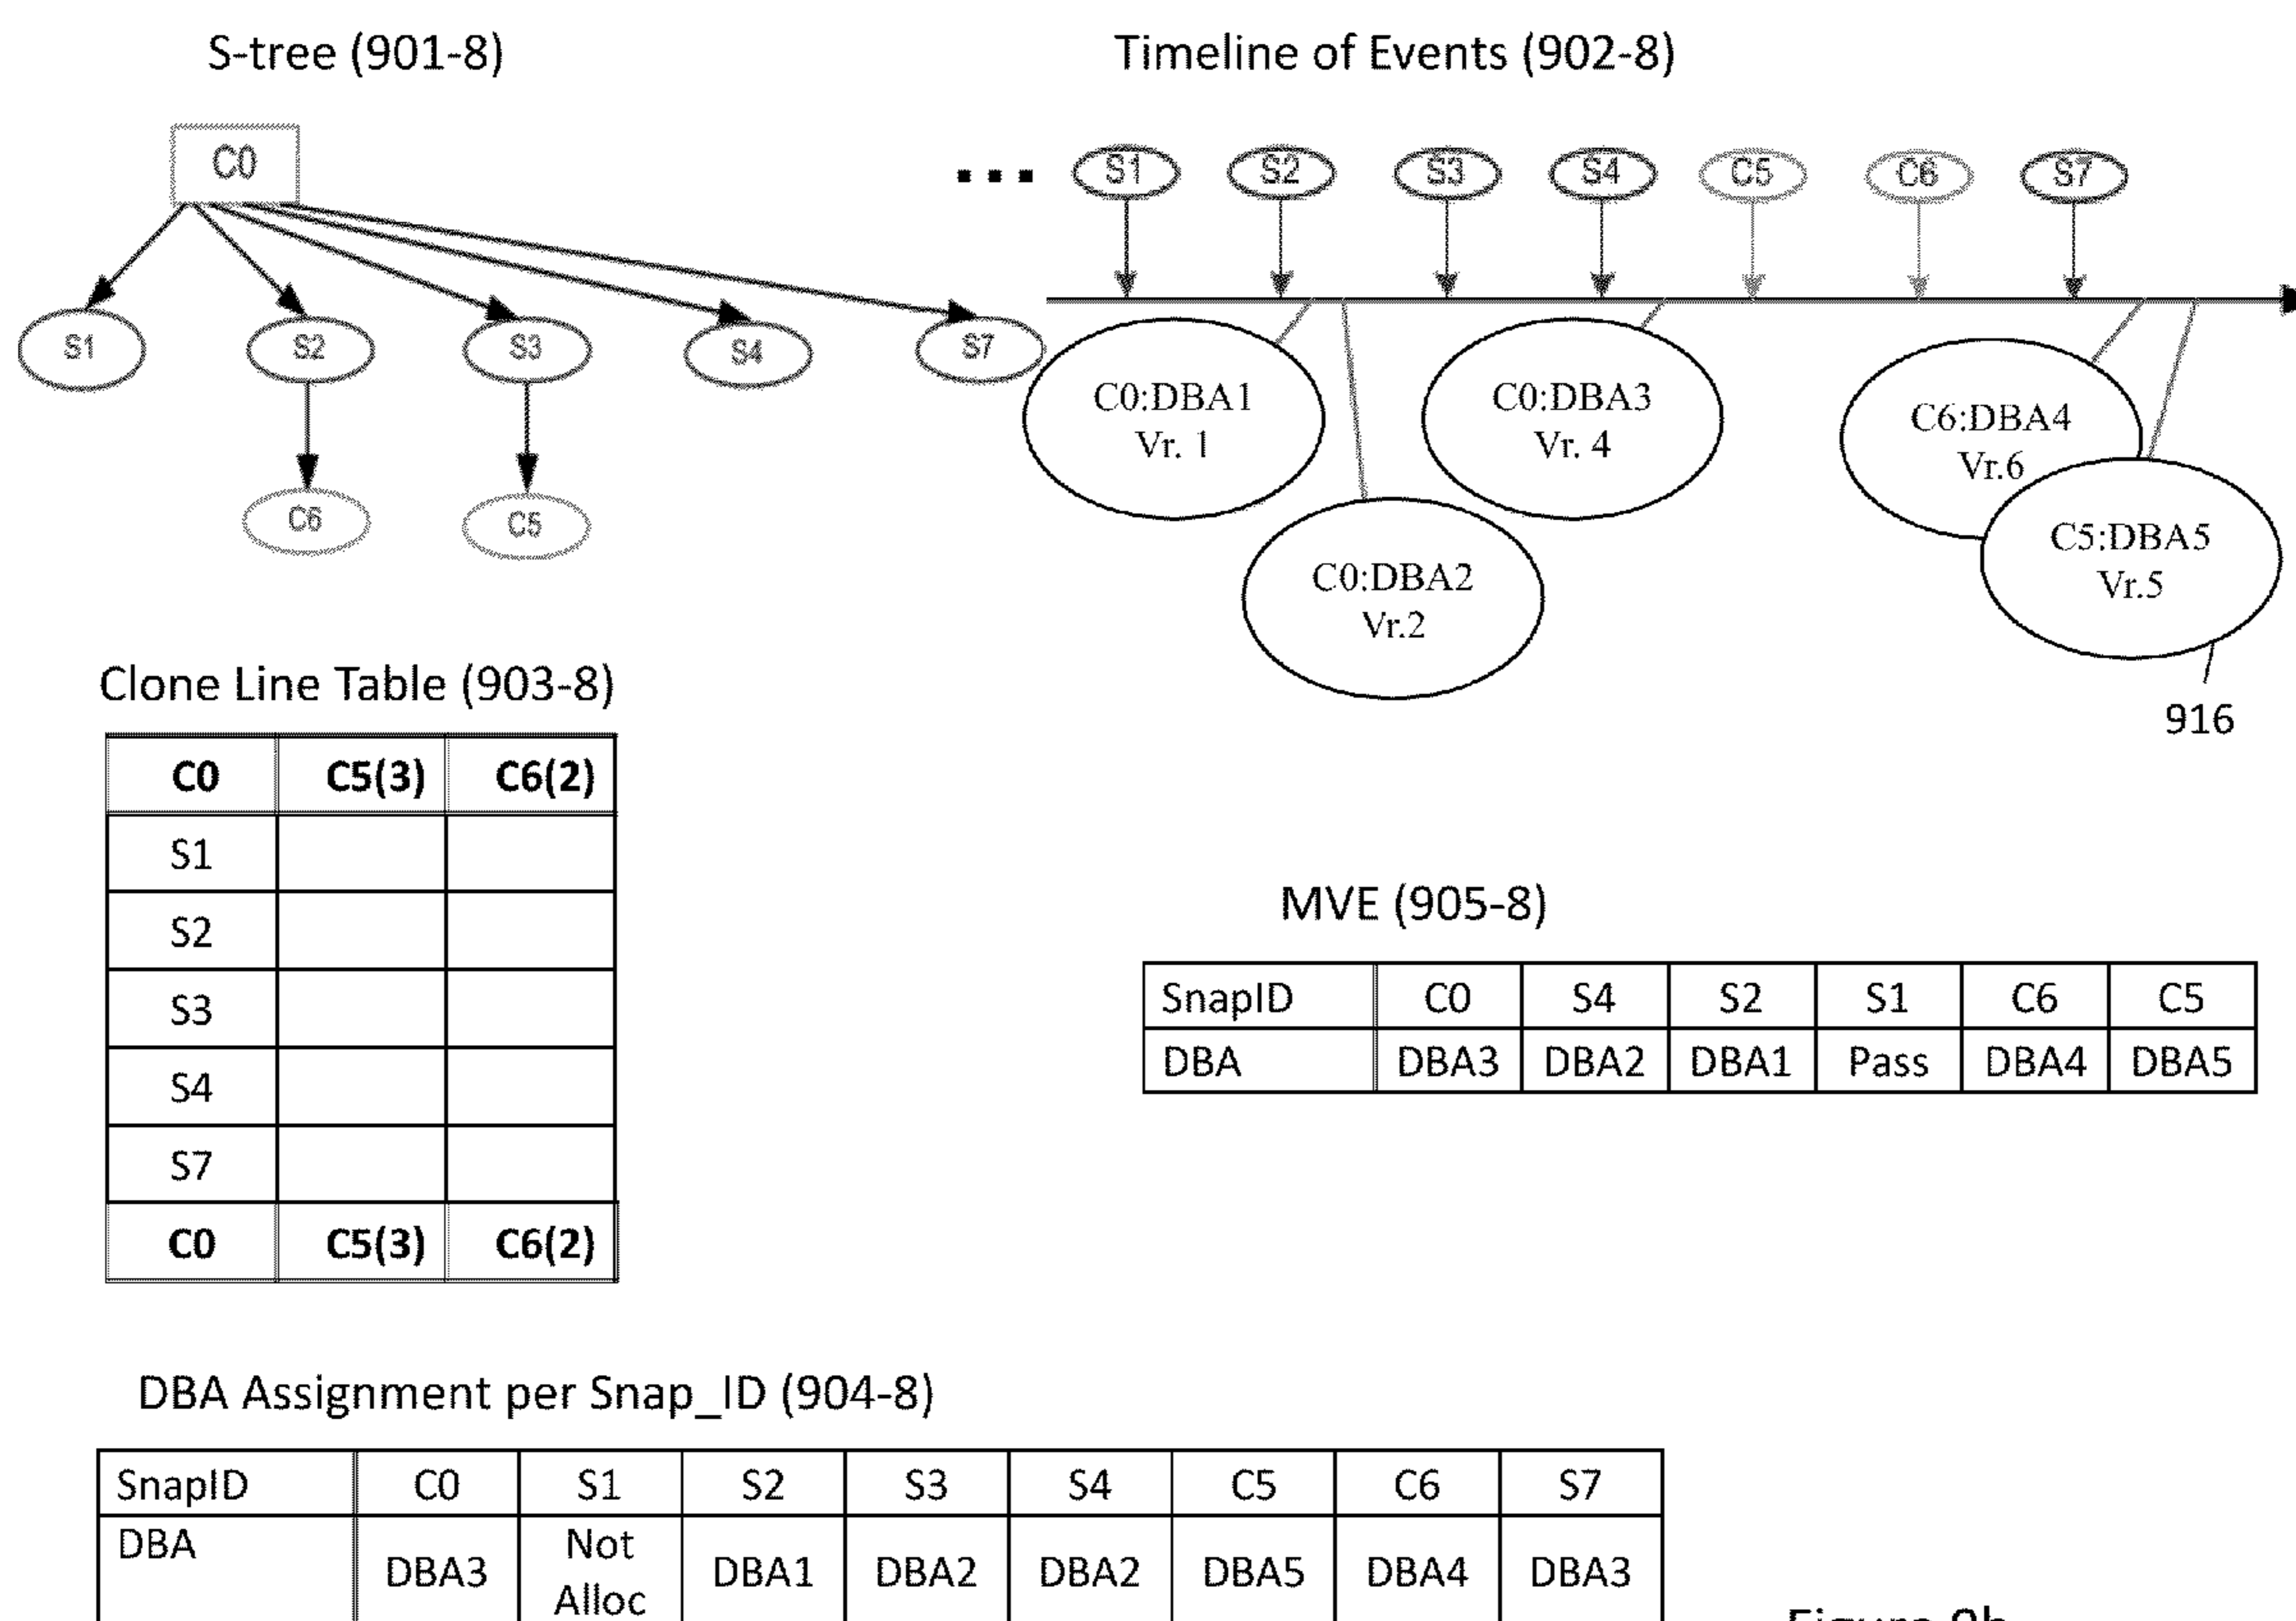 S-tree (901-8)
Timeline of Events (902-8)
C0
S1
S2
S3
S4
S7
C6
C5
S1
S2
S3
S4
C5
C6
S7
C0:DBA1
Vr. 1
C0:DBA2
Vr.2
C0:DBA3
Vr. 4
C6:DBA4
Vr.6
C5:DBA5
Vr.5
916
Clone Line Table (903-8)
C0 C5(3) C6(2)
S1
S2
S3
S4
S7
C0 C5(3) C6(2)
MVE (905-8)
SnapID C0 S4 S2 S1 C6 C5
DBA DBA3 DBA2 DBA1 Pass DBA4 DBA5
DBA Assignment per Snap_ID (904-8)
SnapID C0 S1 S2 S3 S4 C5 C6 S7
DBA DBA3 Not Alloc DBA1 DBA2 DBA2 DBA5 DBA4 DBA3